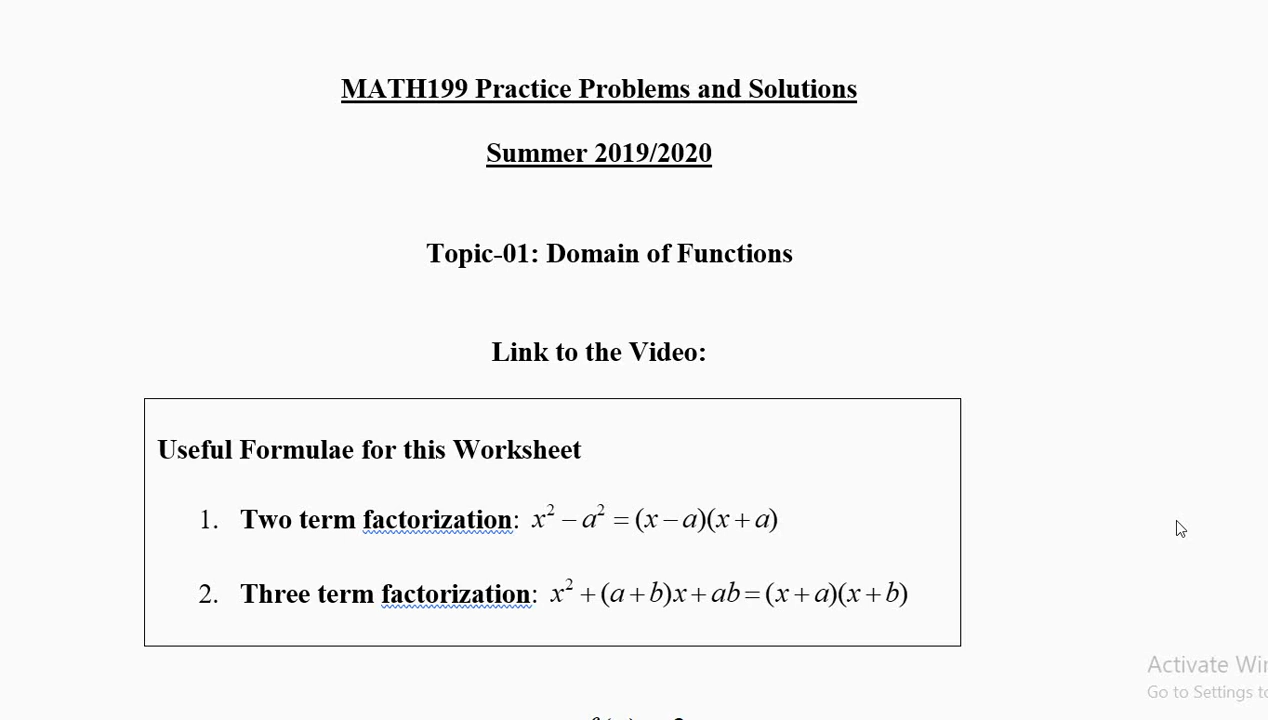 MATH199 Practice Problems and Solutions
Summer 2019/2020
Topic-01: Domain of Functions
Link to the Video:
Useful Formulae for this Worksheet
1. Two term factorization: x² − a² = (x − a)(x + a)
2. Three term factorization: x² + (a + b)x + ab = (x + a)(x + b)
Activate Wi
Go to Settings to